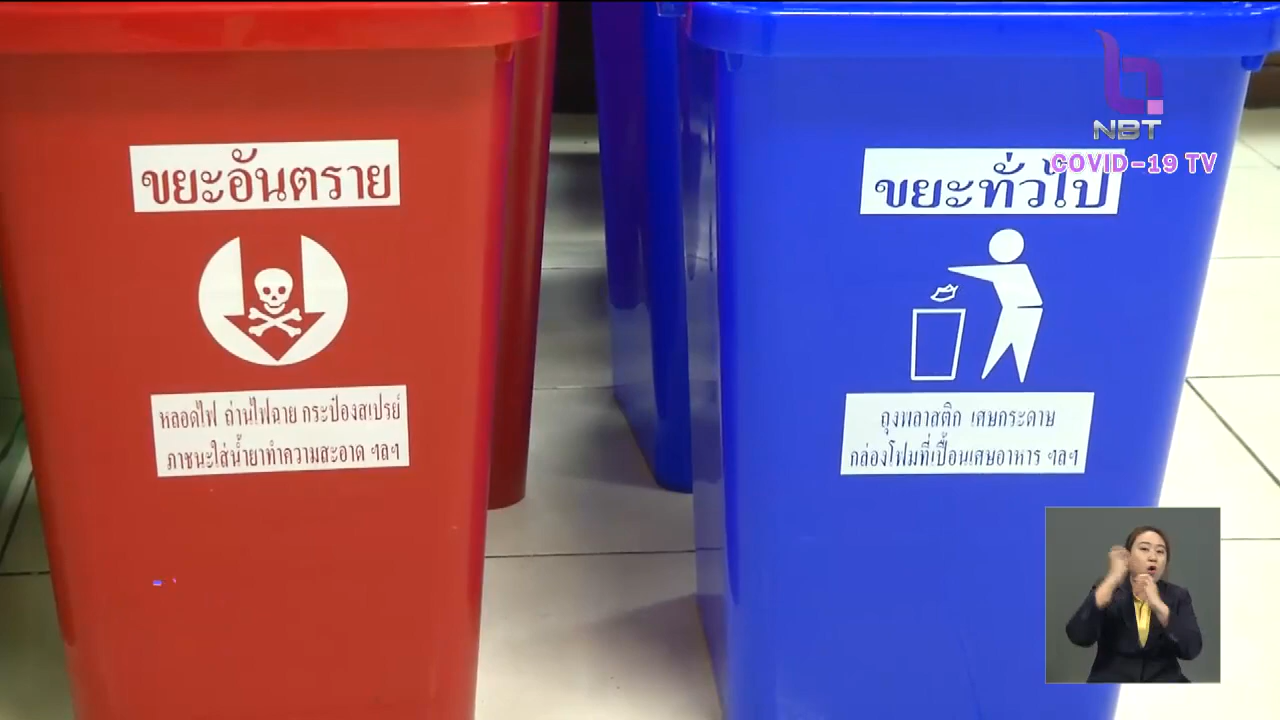 ขยะอันตราย
หลอดไฟ ถ่านไฟฉาย กระป๋องสเปรย์
ภาชนะใส่น้ำยาทำความสะอาด ฯลฯ
NBT
COVID-19 TV
ขยะทั่วไป
ถุงพลาสติก เศษกระดาษ
กล่องโฟมที่เปื้อนเศษอาหาร ฯลฯ